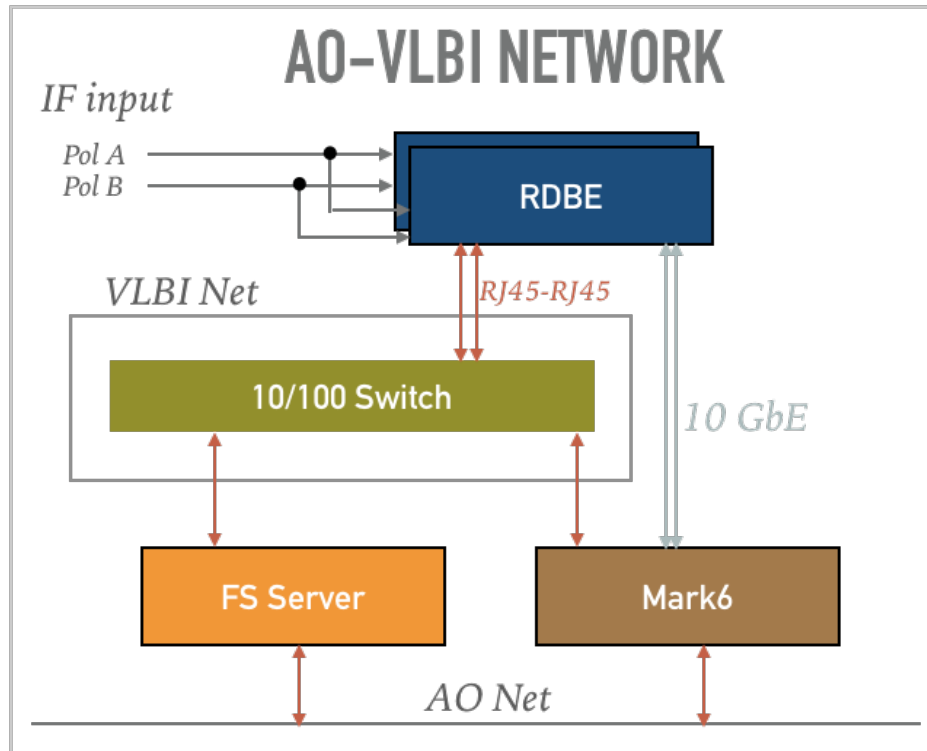 AO-VLBI NETWORK
IF input
Pol A
Pol B
RDBE
VLBI Net
RJ45-RJ45
10/100 Switch
10 GbE
FS Server
Mark6
AO Net